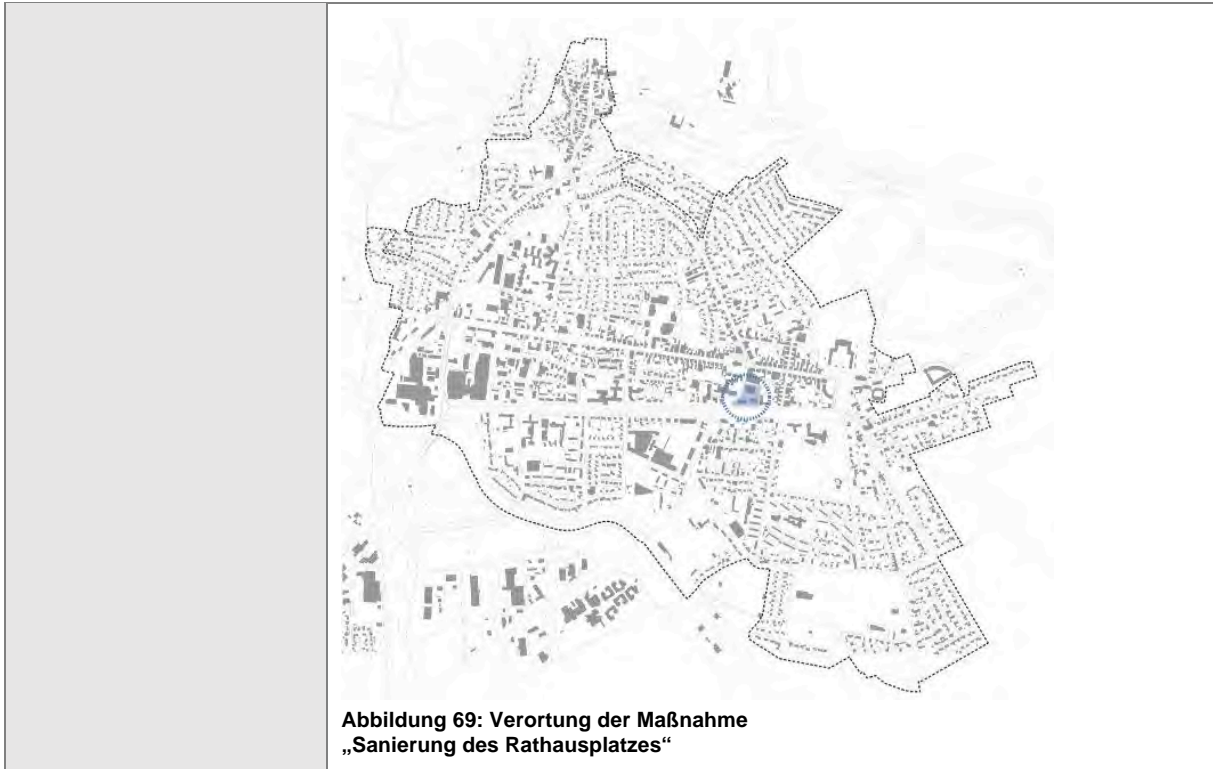 Abbildung 69: Verortung der Maßnahme
„Sanierung des Rathausplatzes“